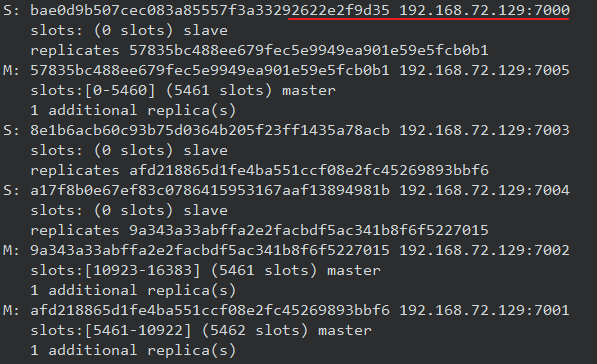 S: bae0d9b507cec083a85557f3a33292622e2f9d35 192.168.72.129:7000
slots: (0 slots) slave
replicates 57835bc488ee679fec5e9949ea901e59e5fcb0b1
M: 57835bc488ee679fec5e9949ea901e59e5fcb0b1 192.168.72.129:7005
slots:[0-5460] (5461 slots) master
1 additional replica(s)
S: 8e1b6acb60c93b75d0364b205f23ff1435a78acb 192.168.72.129:7003
slots: (0 slots) slave
replicates afd218865d1fe4ba551ccf08e2fc45269893bbf6
S: a17f8b0e67ef83c0786415953167aaf13894981b 192.168.72.129:7004
slots: (0 slots) slave
replicates 9a343a33abffa2e2facbdf5ac341b8f6f5227015
M: 9a343a33abffa2e2facbdf5ac341b8f6f5227015 192.168.72.129:7002
slots:[10923-16383] (5461 slots) master
1 additional replica(s)
M: afd218865d1fe4ba551ccf08e2fc45269893bbf6 192.168.72.129:7001
slots:[5461-10922] (5462 slots) master
1 additional replica(s)